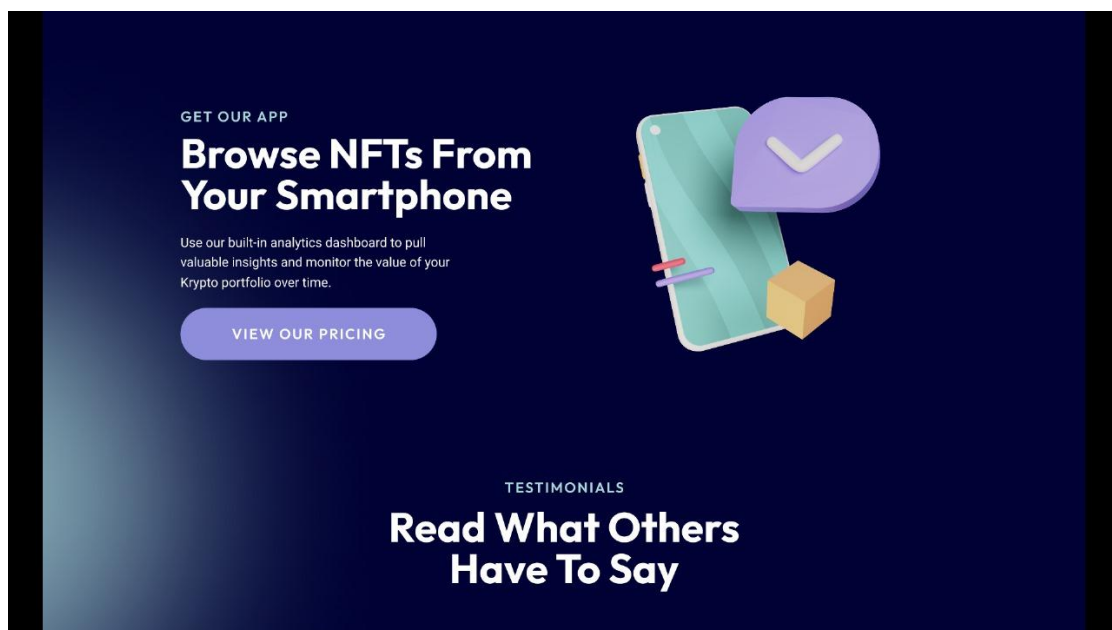 GET OUR APP
Browse NFTs From
Your Smartphone
Use our built-in analytics dashboard to pull
valuable insights and monitor the value of your
Krypto portfolio over time.
VIEW OUR PRICING
TESTIMONIALS
Read What Others
Have To Say